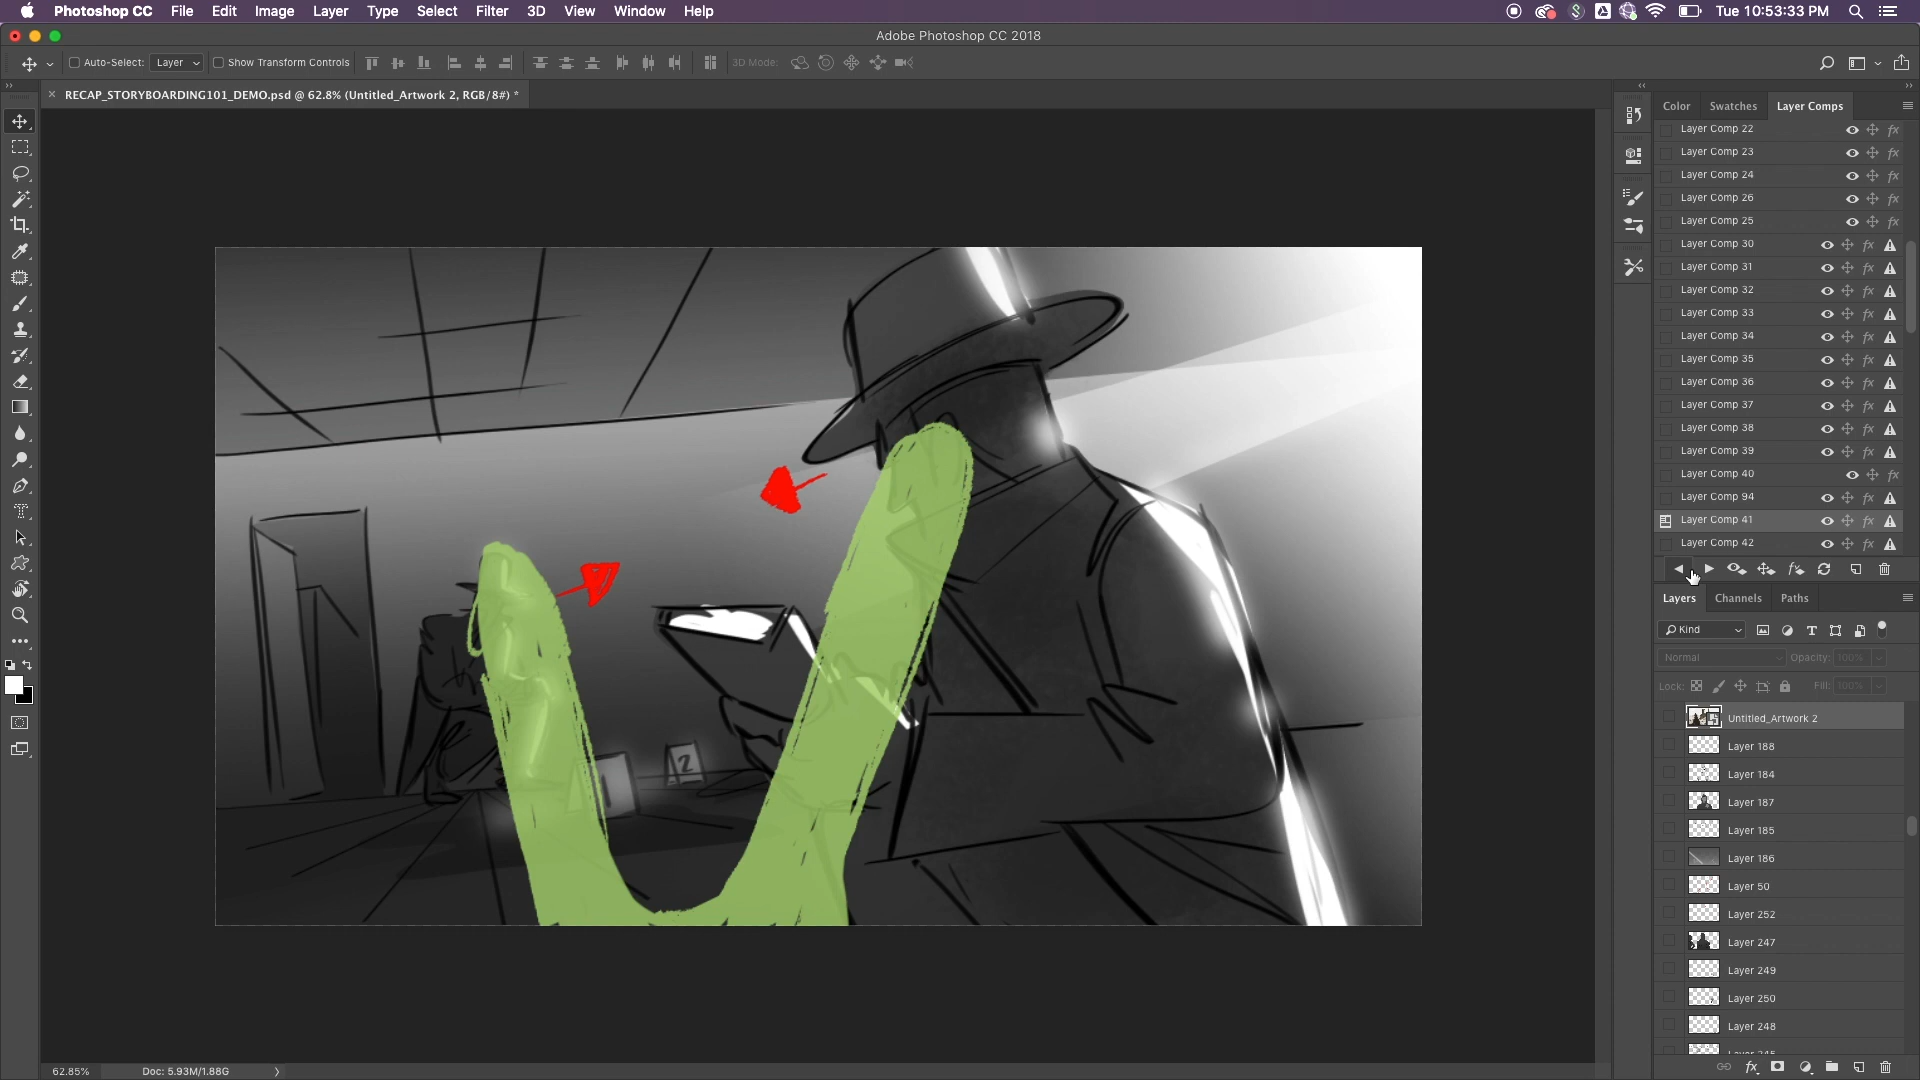 Photoshop CC File Edit Image Layer Type Select Filter 3D View Window Help Tue 10:53:33 PM
Adobe Photoshop CC 2018
Auto-Select: Layer Show Transform Controls 3D Mode:
RECAP_STORYBOARDING101_DEMO.psd @ 62.8% (Untitled_Artwork 2, RGB/8#) *
Color Swatches Layer Comps
Layer Comp 22
Layer Comp 23
Layer Comp 24
Layer Comp 26
Layer Comp 25
Layer Comp 30
Layer Comp 31
Layer Comp 32
Layer Comp 33
Layer Comp 34
Layer Comp 35
Layer Comp 36
Layer Comp 37
Layer Comp 38
Layer Comp 39
Layer Comp 40
Layer Comp 94
Layer Comp 41
Layer Comp 42
Layers Channels Paths
Kind
Normal Opacity: 100%
Lock: Fill: 100%
Untitled_Artwork 2
Layer 188
Layer 184
Layer 187
Layer 185
Layer 186
Layer 50
Layer 252
Layer 247
Layer 249
Layer 250
Layer 248
2
62.85% Doc: 5.93M/1.88G